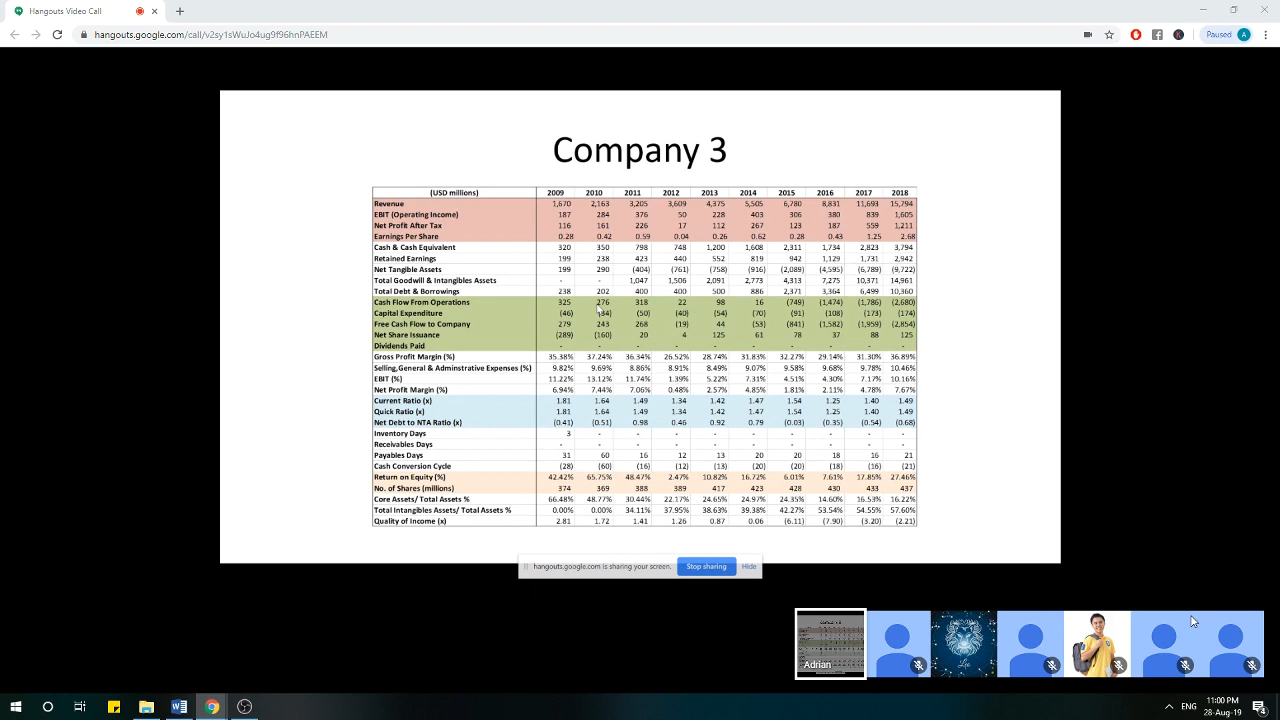 Hangouts Video Call
hangouts.google.com/call/v2sy1sWuJo4ug9f96hnPAEEM
Paused A
Company 3
(USD millions) 2009 2010 2011 2012 2013 2014 2015 2016 2017 2018
Revenue 1,670 2,163 3,205 3,609 4,375 5,505 6,780 8,831 11,693 15,794
EBIT (Operating Income) 187 284 376 50 228 403 306 380 839 1,605
Net Profit After Tax 116 161 226 17 112 267 123 187 559 1,211
Earnings Per Share 0.28 0.42 0.59 0.04 0.26 0.62 0.28 0.43 1.25 2.68
Cash & Cash Equivalent 320 350 798 748 1,200 1,608 2,311 1,734 2,823 3,794
Retained Earnings 199 238 423 440 552 819 942 1,129 1,731 2,942
Net Tangible Assets 199 290 (404) (761) (758) (916) (2,089) (4,595) (6,789) (9,722)
Total Goodwill & Intangibles Assets - - 1,047 1,506 2,091 2,773 4,313 7,275 10,371 14,961
Total Debt & Borrowings 238 202 400 400 500 886 2,371 3,364 6,499 10,360
Cash Flow From Operations 325 276 318 22 98 16 (749) (1,474) (1,786) (2,680)
Capital Expenditure (46) (34) (50) (40) (54) (70) (91) (108) (173) (174)
Free Cash Flow to Company 279 243 268 (19) 44 (53) (841) (1,582) (1,959) (2,854)
Net Share Issuance (289) (160) 20 4 125 61 78 37 88 125
Dividends Paid - - - - - - - - - -
Gross Profit Margin (%) 35.38% 37.24% 36.34% 26.52% 28.74% 31.83% 32.27% 29.14% 31.30% 36.89%
Selling,General & Adminstrative Expenses (%) 9.82% 9.69% 8.86% 8.91% 8.49% 9.07% 9.58% 9.68% 9.78% 10.46%
EBIT (%) 11.22% 13.12% 11.74% 1.39% 5.22% 7.31% 4.51% 4.30% 7.17% 10.16%
Net Profit Margin (%) 6.94% 7.44% 7.06% 0.48% 2.57% 4.85% 1.81% 2.11% 4.78% 7.67%
Current Ratio (x) 1.81 1.64 1.49 1.34 1.42 1.47 1.54 1.25 1.40 1.49
Quick Ratio (x) 1.81 1.64 1.49 1.34 1.42 1.47 1.54 1.25 1.40 1.49
Net Debt to NTA Ratio (x) (0.41) (0.51) 0.98 0.46 0.92 0.79 (0.03) (0.35) (0.54) (0.68)
Inventory Days 3 - - - - - - - - -
Receivables Days - - - - - - - - - -
Payables Days 31 60 16 12 13 20 20 18 16 21
Cash Conversion Cycle (28) (60) (16) (12) (13) (20) (20) (18) (16) (21)
Return on Equity (%) 42.42% 65.75% 48.47% 2.47% 10.82% 16.72% 6.01% 7.61% 17.85% 27.46%
No. of Shares (millions) 374 369 388 389 417 423 428 430 433 437
Core Assets/ Total Assets % 66.48% 48.77% 30.44% 22.17% 24.65% 24.97% 24.35% 14.60% 16.53% 16.22%
Total Intangibles Assets/ Total Assets % 0.00% 0.00% 34.11% 37.95% 38.63% 39.38% 42.27% 53.54% 54.55% 57.60%
Quality of Income (x) 2.81 1.72 1.41 1.26 0.87 0.06 (6.11) (7.90) (3.20) (2.21)
hangouts.google.com is sharing your screen. Stop sharing Hide
Adrian
Leo
ENG
11:00 PM
28-Aug-19